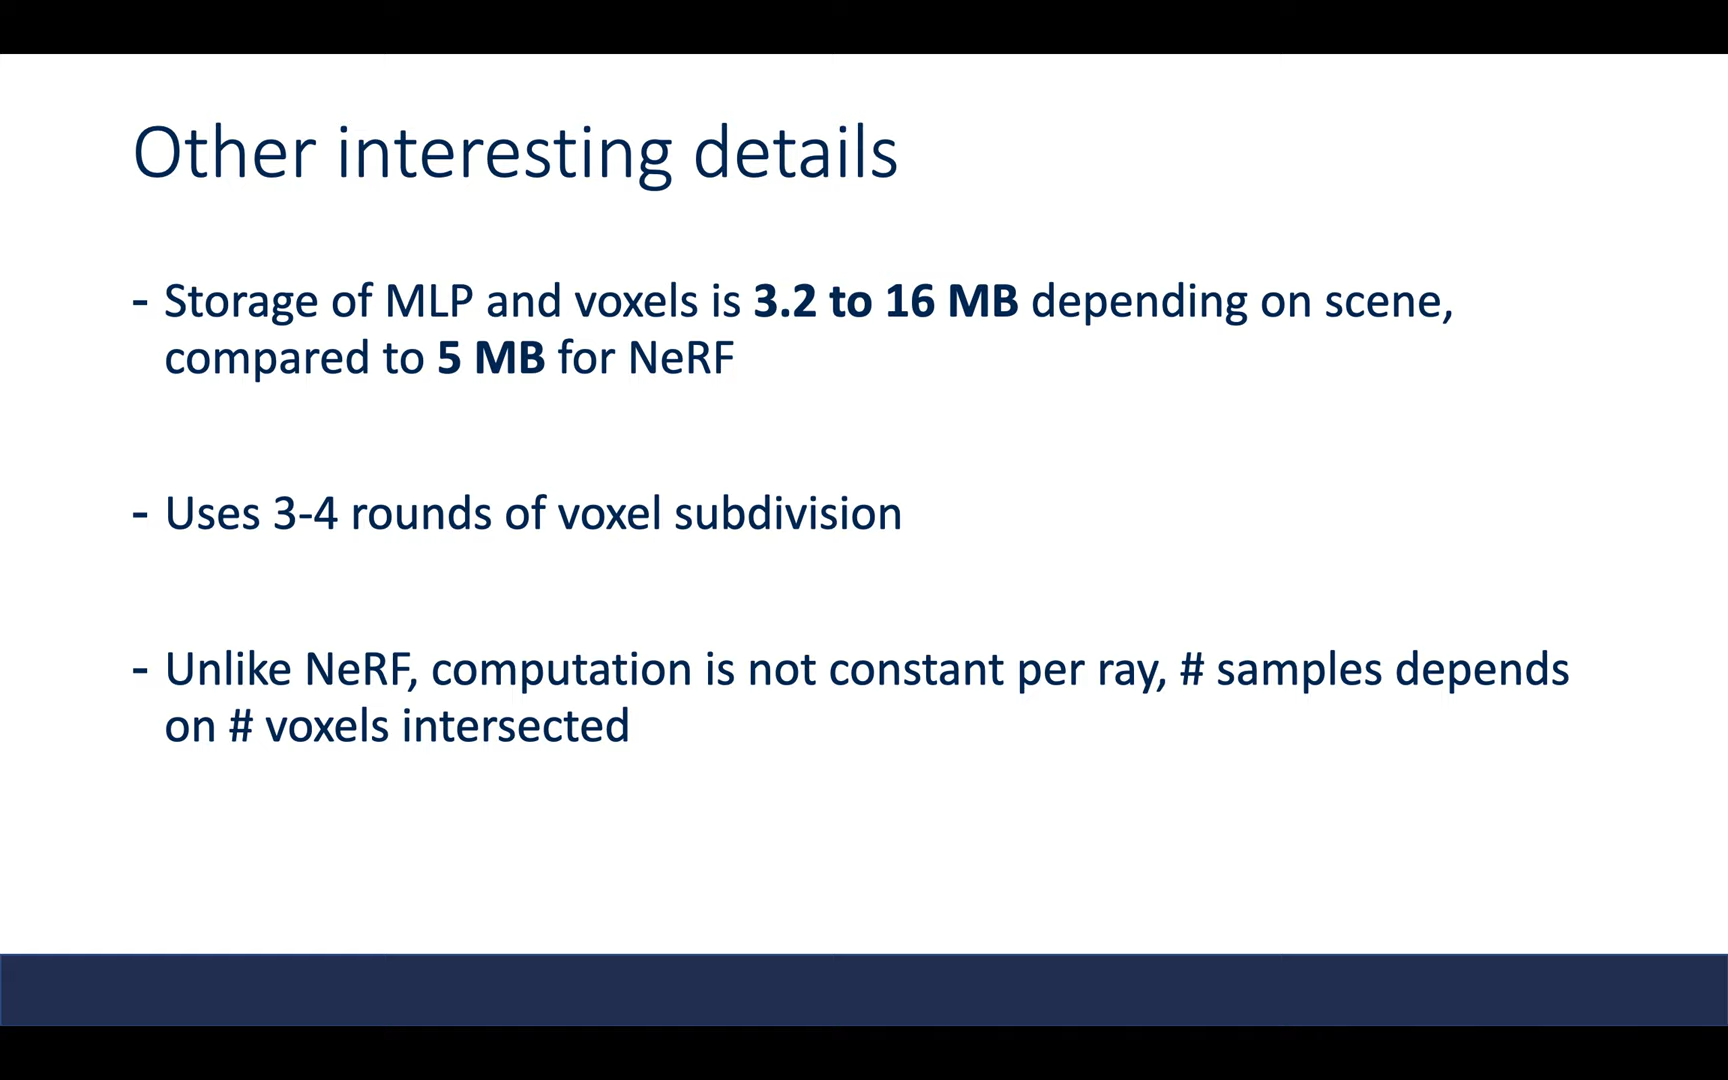 Other interesting details
- Storage of MLP and voxels is 3.2 to 16 MB depending on scene,
compared to 5 MB for NeRF
- Uses 3-4 rounds of voxel subdivision
- Unlike NeRF, computation is not constant per ray, # samples depends
on # voxels intersected